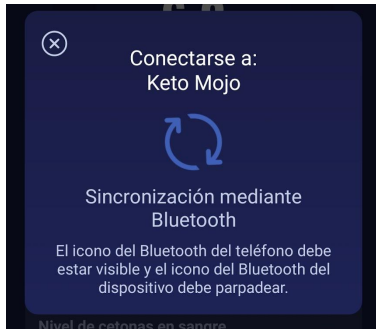 Conectarse a:
Keto Mojo
Sincronización mediante
Bluetooth
El icono del Bluetooth del teléfono debe
estar visible y el icono del Bluetooth del
dispositivo debe parpadear.
Nivel de cetonas en sangre